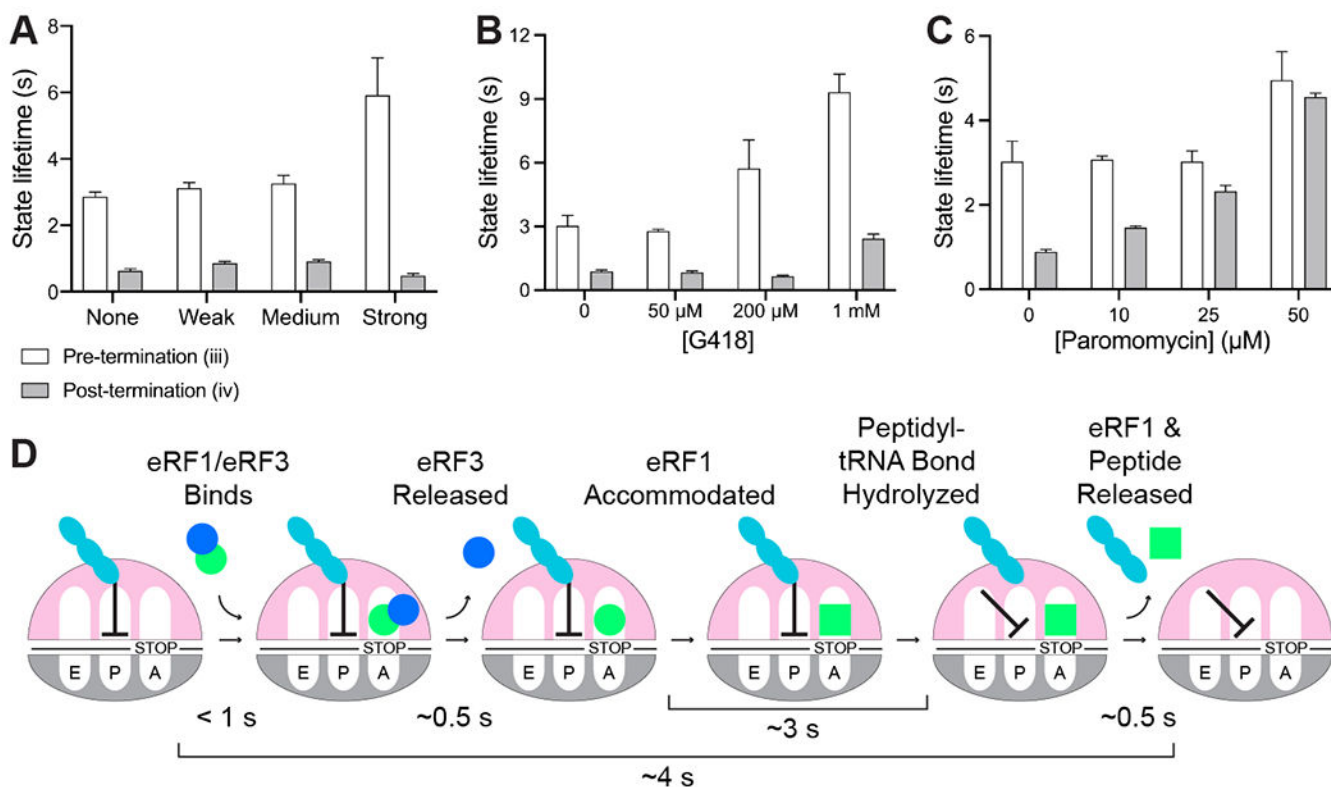 A
State lifetime (s)
8
6
4
2
0
None Weak Medium Strong
Pre-termination (iii)
Post-termination (iv)
B
State lifetime (s)
12
9
6
3
0
0 50 µM 200 µM 1 mM
[G418]
C
State lifetime (s)
6
4
2
0
0 10 25 50
[Paromomycin] (µM)
D
eRF1/eRF3
Binds
eRF3
Released
eRF1
Accommodated
Peptidyl-
tRNA Bond
Hydrolyzed
eRF1 &
Peptide
Released
STOP
E P A
STOP
E P A
STOP
E P A
STOP
E P A
STOP
E P A
STOP
E P A
< 1 s
~0.5 s
~3 s
~0.5 s
~4 s